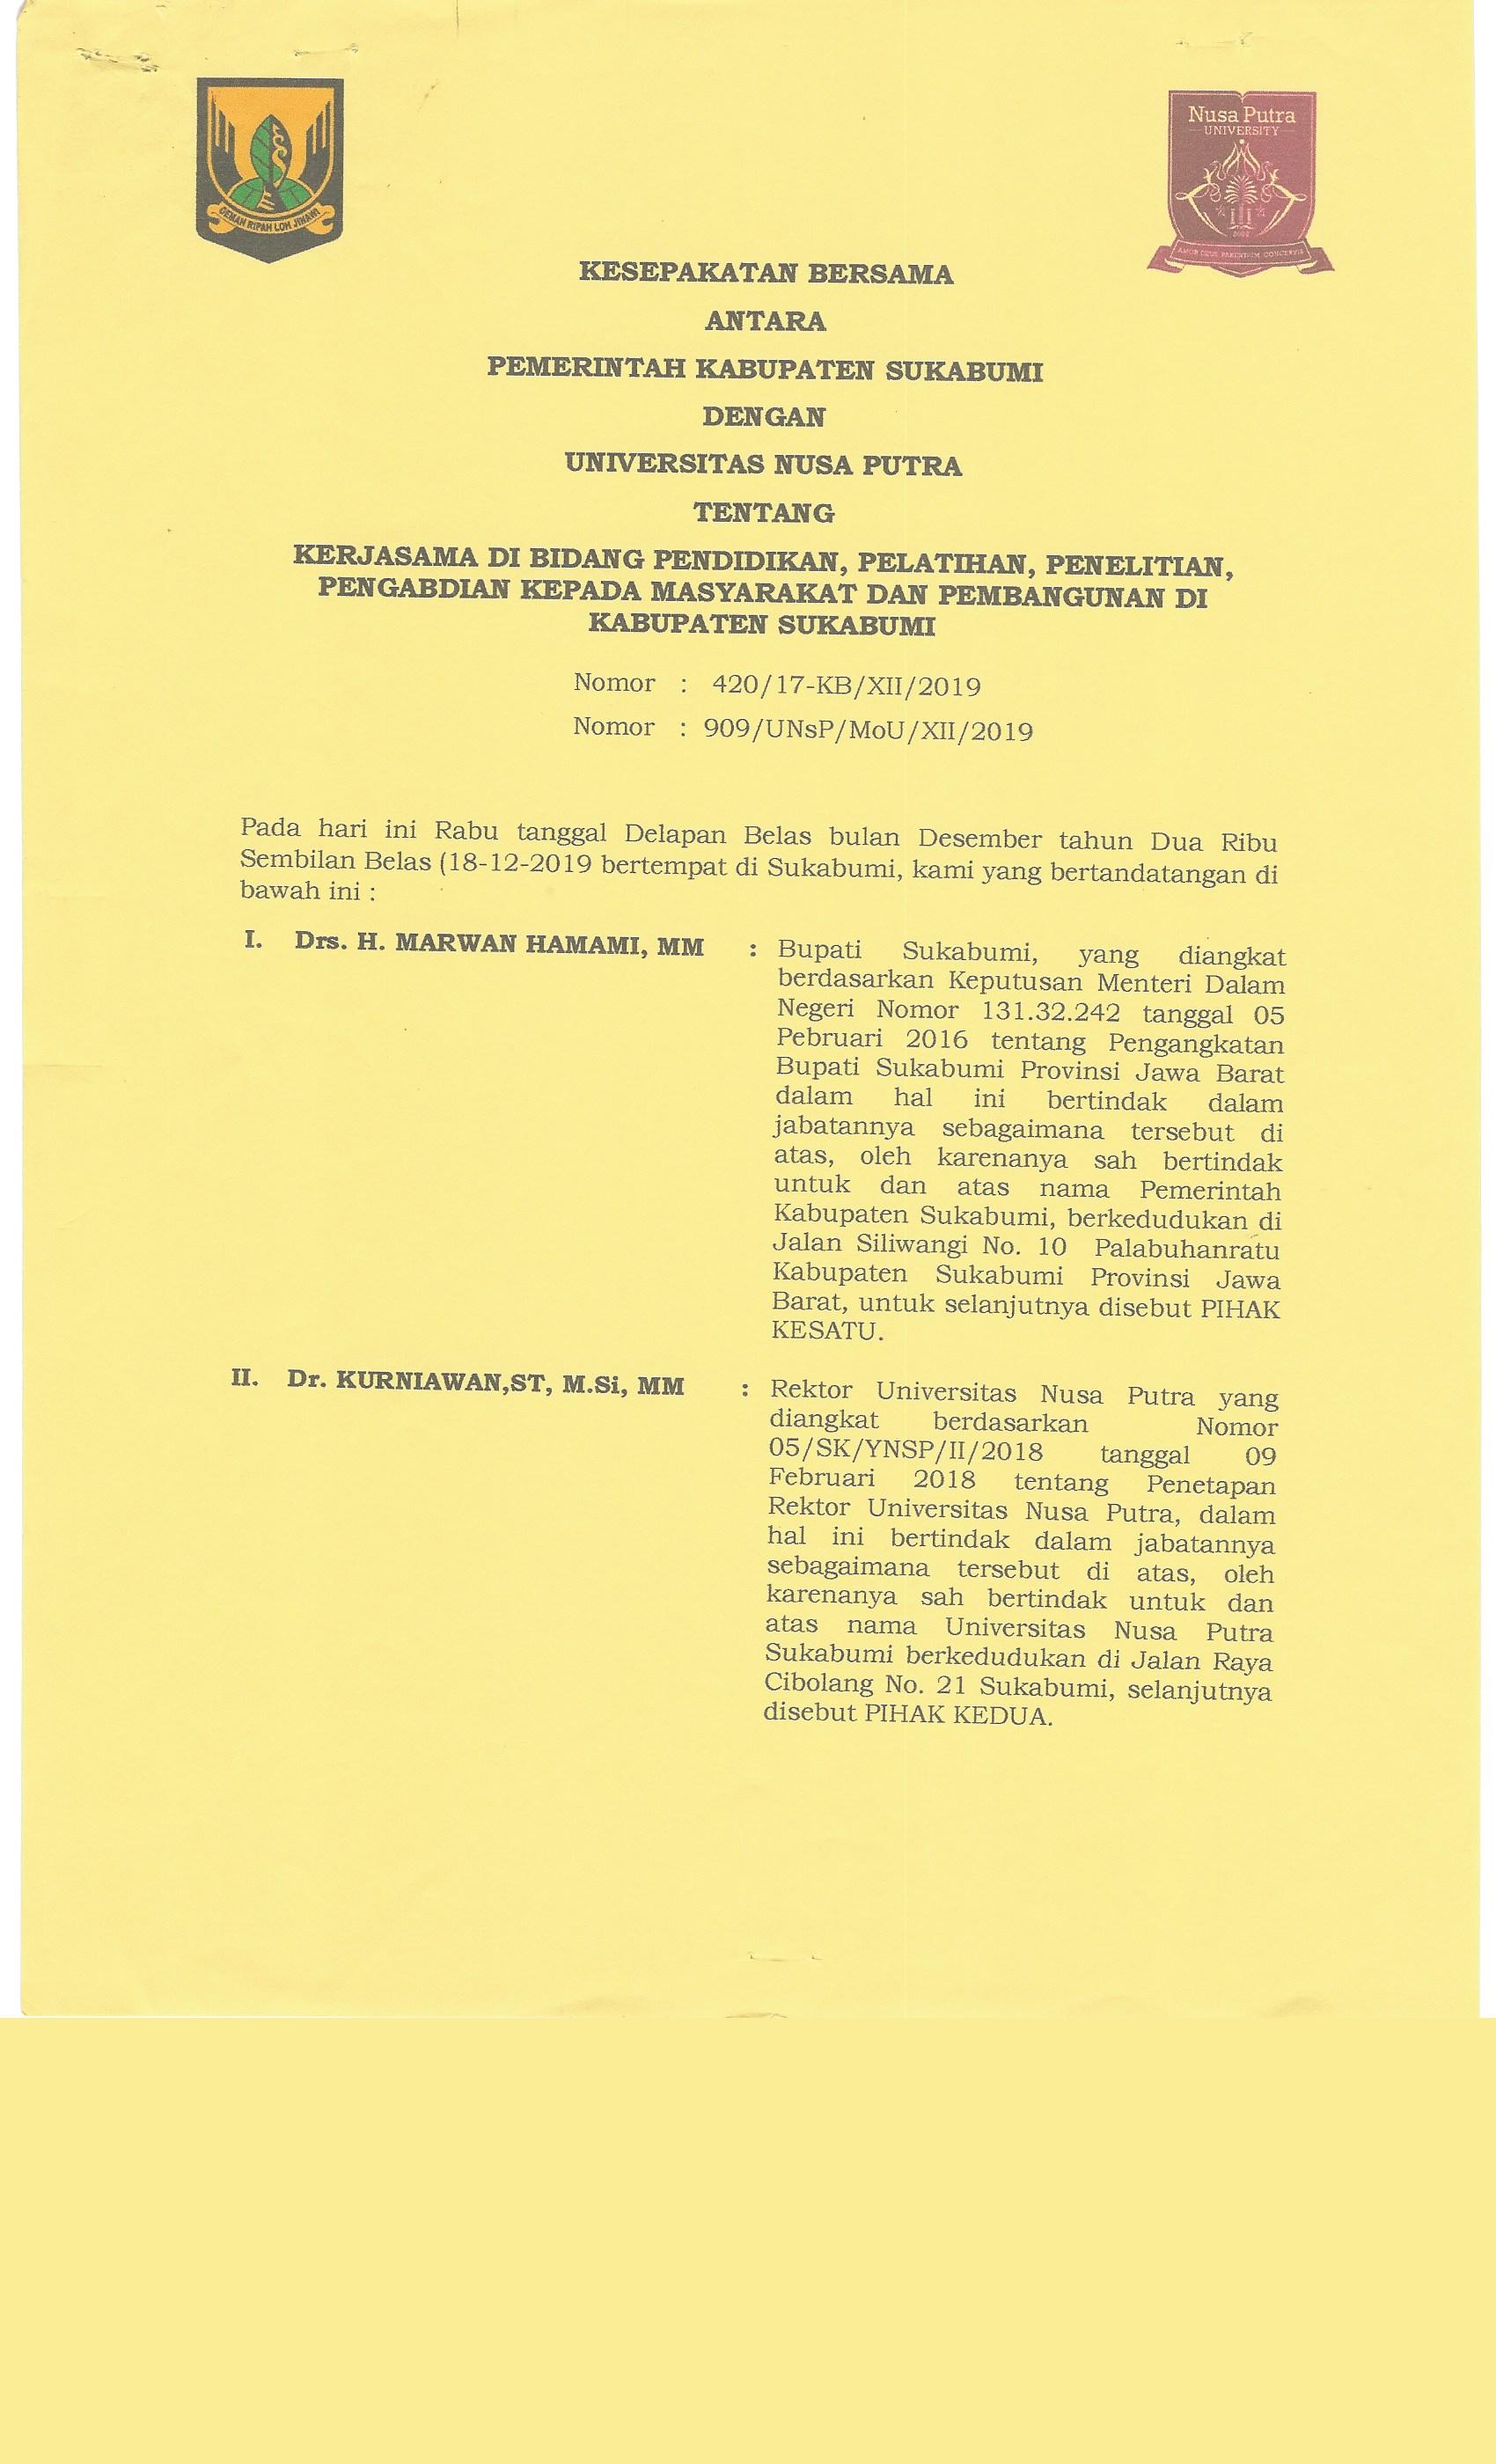 GEMAH RIPAH LOH JINAWI
Nusa Putra
UNIVERSITY
2002
AMOR DEUS PARENTIUM CONCERVIS
KESEPAKATAN BERSAMA
ANTARA
PEMERINTAH KABUPATEN SUKABUMI
DENGAN
UNIVERSITAS NUSA PUTRA
TENTANG
KERJASAMA DI BIDANG PENDIDIKAN, PELATIHAN, PENELITIAN,
PENGABDIAN KEPADA MASYARAKAT DAN PEMBANGUNAN DI
KABUPATEN SUKABUMI
Nomor : 420/17-KB/XII/2019
Nomor : 909/UNsP/MoU/XII/2019
Pada hari ini Rabu tanggal Delapan Belas bulan Desember tahun Dua Ribu
Sembilan Belas (18-12-2019 bertempat di Sukabumi, kami yang bertandatangan di
bawah ini :
I. Drs. H. MARWAN HAMAMI, MM : Bupati Sukabumi, yang diangkat
berdasarkan Keputusan Menteri Dalam
Negeri Nomor 131.32.242 tanggal 05
Pebruari 2016 tentang Pengangkatan
Bupati Sukabumi Provinsi Jawa Barat
dalam hal ini bertindak dalam
jabatannya sebagaimana tersebut di
atas, oleh karenanya sah bertindak
untuk dan atas nama Pemerintah
Kabupaten Sukabumi, berkedudukan di
Jalan Siliwangi No. 10 Palabuhanratu
Kabupaten Sukabumi Provinsi Jawa
Barat, untuk selanjutnya disebut PIHAK
KESATU.
II. Dr. KURNIAWAN,ST, M.Si, MM : Rektor Universitas Nusa Putra yang
diangkat berdasarkan Nomor
05/SK/YNSP/II/2018 tanggal 09
Februari 2018 tentang Penetapan
Rektor Universitas Nusa Putra, dalam
hal ini bertindak dalam jabatannya
sebagaimana tersebut di atas, oleh
karenanya sah bertindak untuk dan
atas nama Universitas Nusa Putra
Sukabumi berkedudukan di Jalan Raya
Cibolang No. 21 Sukabumi, selanjutnya
disebut PIHAK KEDUA.